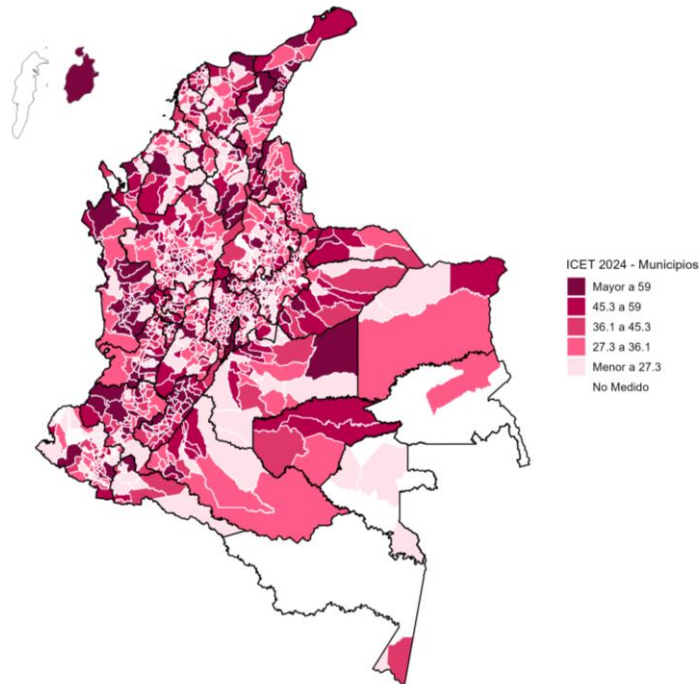 ICET 2024 - Municipios
Mayor a 59
45.3 a 59
36.1 a 45.3
27.3 a 36.1
Menor a 27.3
No Medido